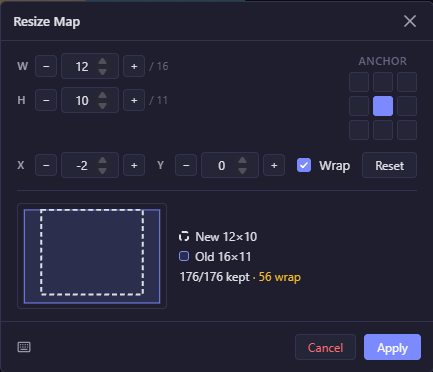 Resize Map
W − 12 + / 16
ANCHOR
H − 10 + / 11
X − -2 + Y − 0 + Wrap Reset
New 12×10
Old 16×11
176/176 kept · 56 wrap
Cancel Apply